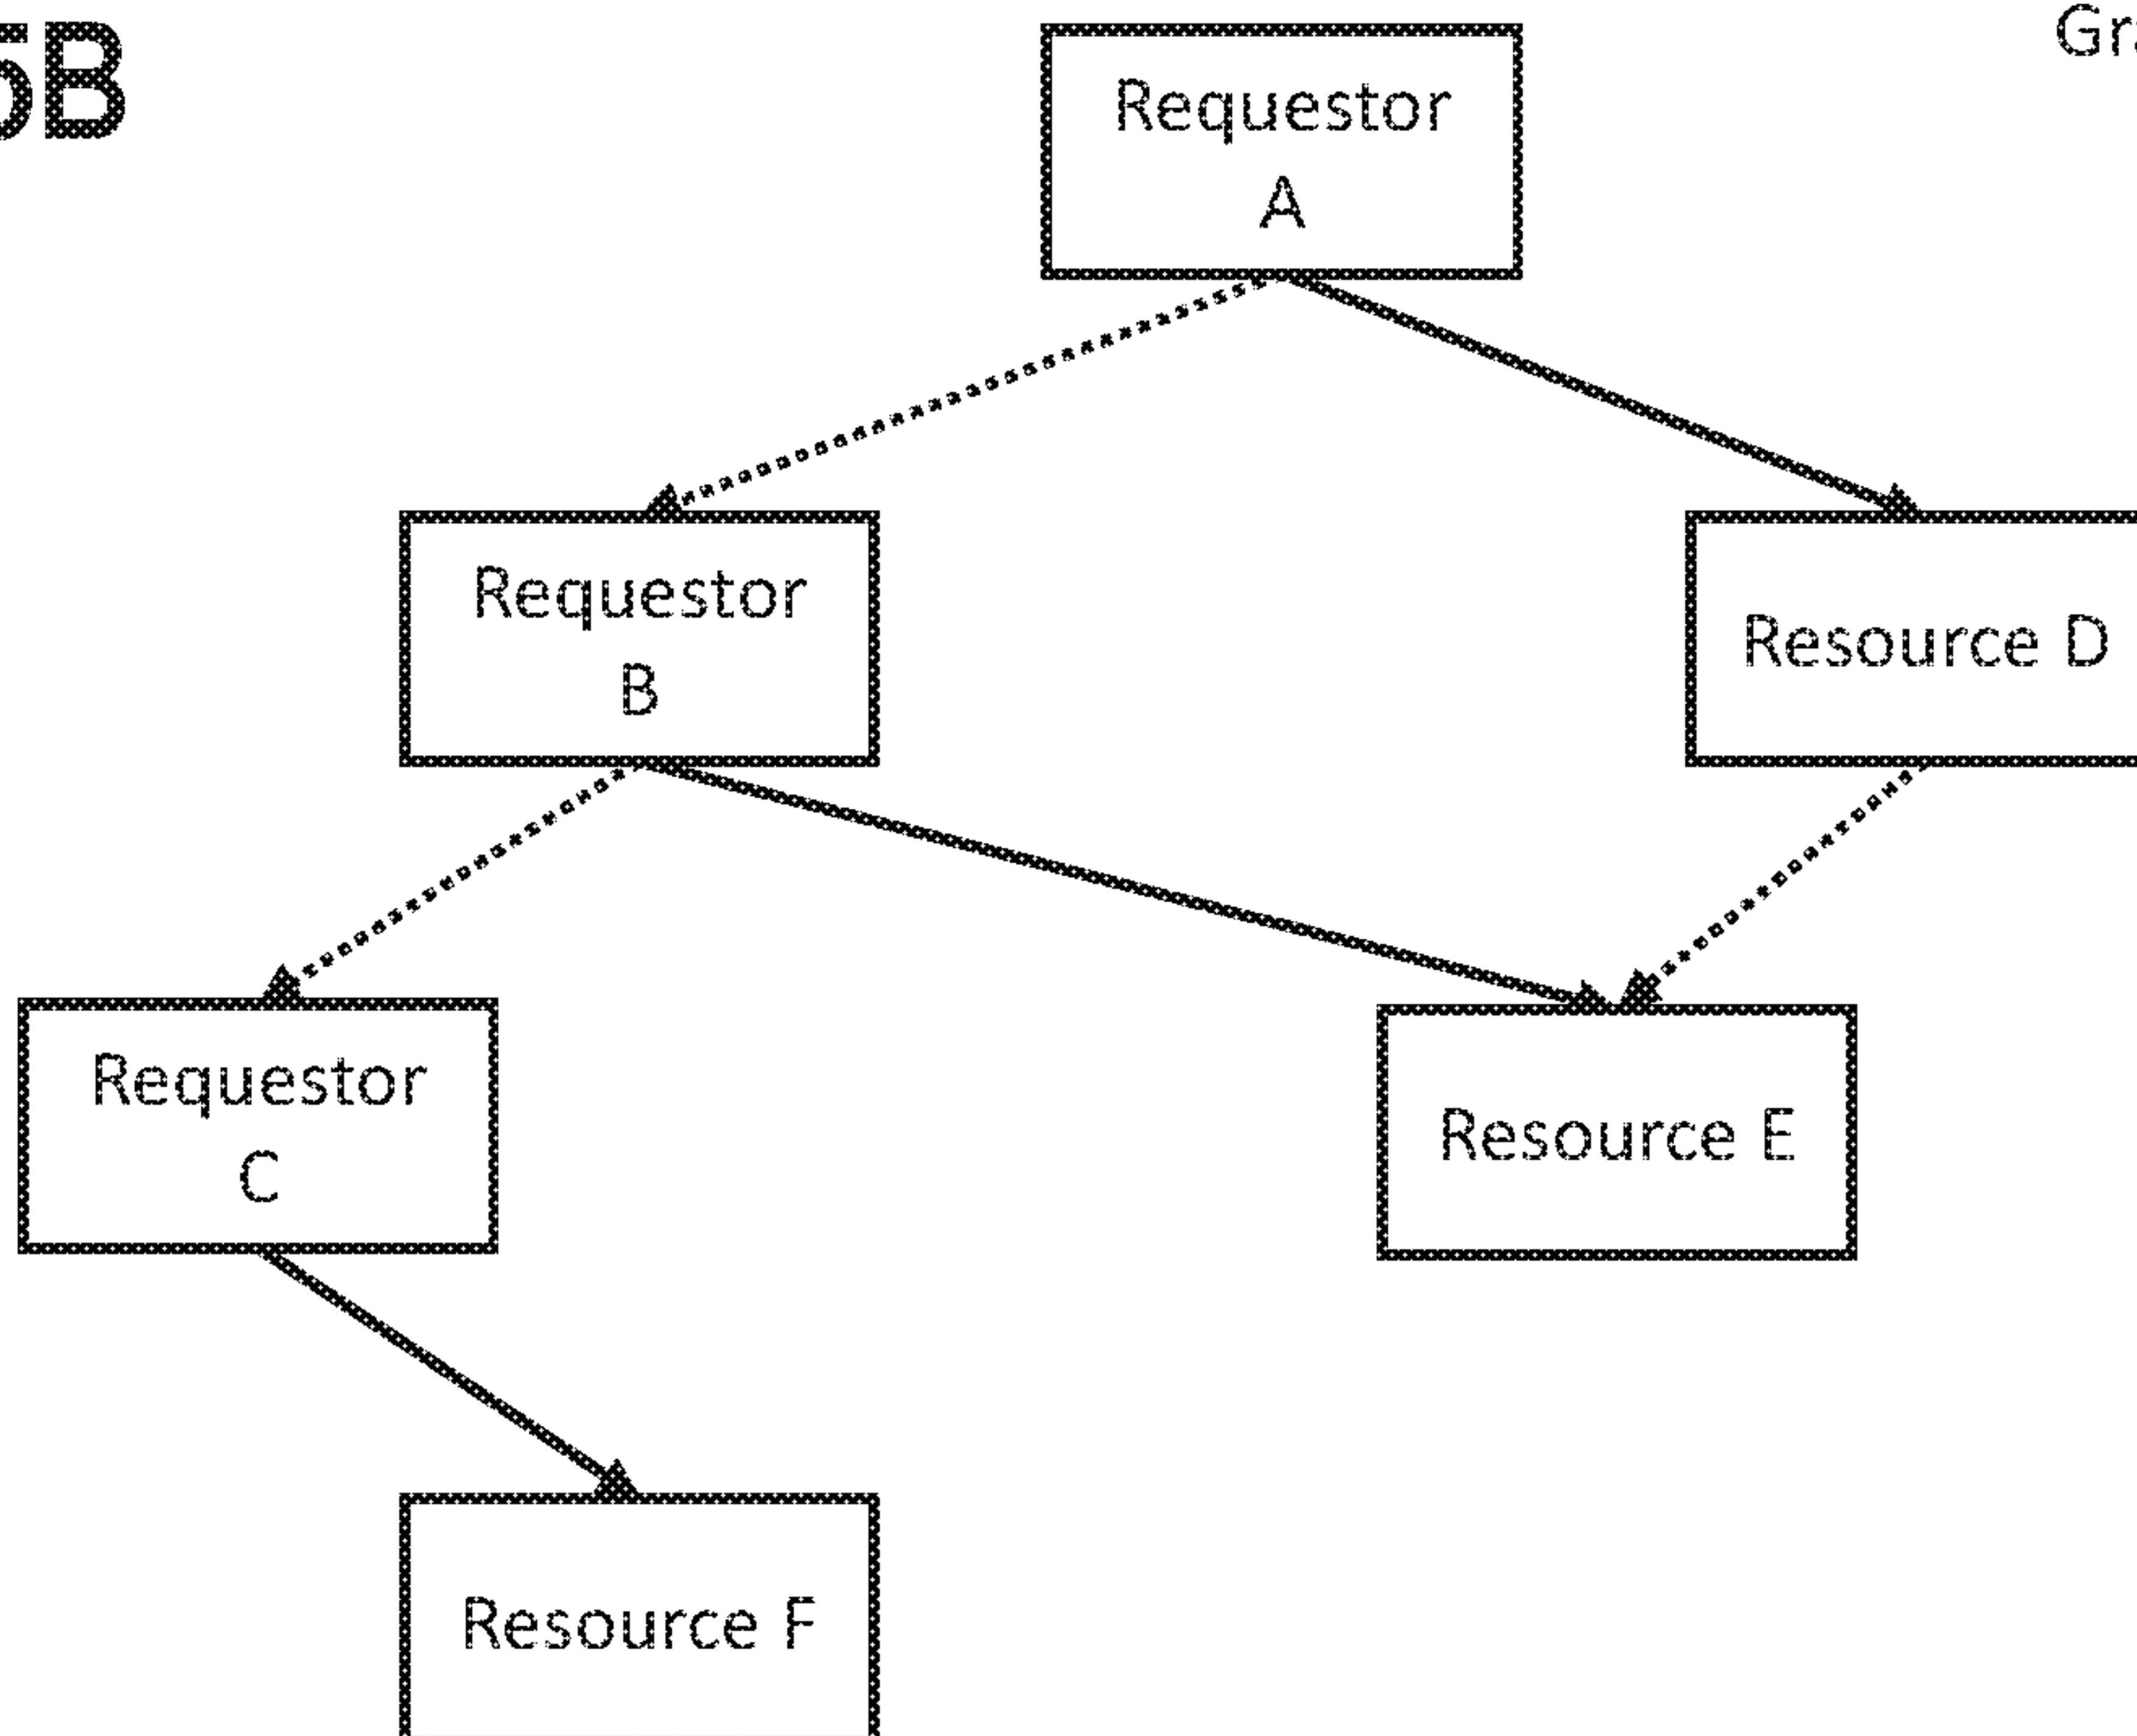 5B
Requestor
A
Requestor
B
Resource D
Requestor
C
Resource E
Resource F